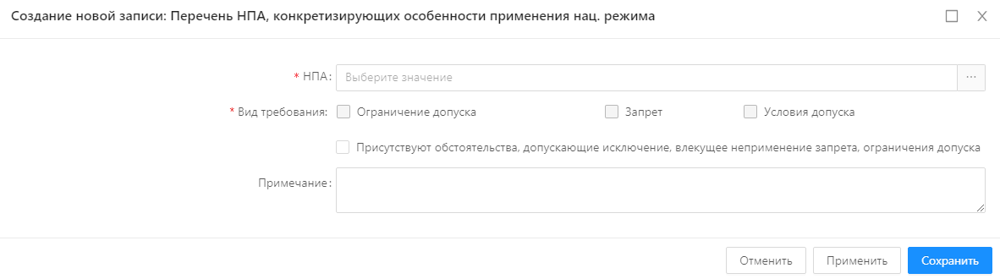 Создание новой записи: Перечень НПА, конкретизирующих особенности применения нац. режима
* НПА: Выберите значение ...
* Вид требования: Ограничение допуска Запрет Условия допуска
Присутствуют обстоятельства, допускающие исключение, влекущее неприменение запрета, ограничения допуска
Примечание:
Отменить Применить Сохранить